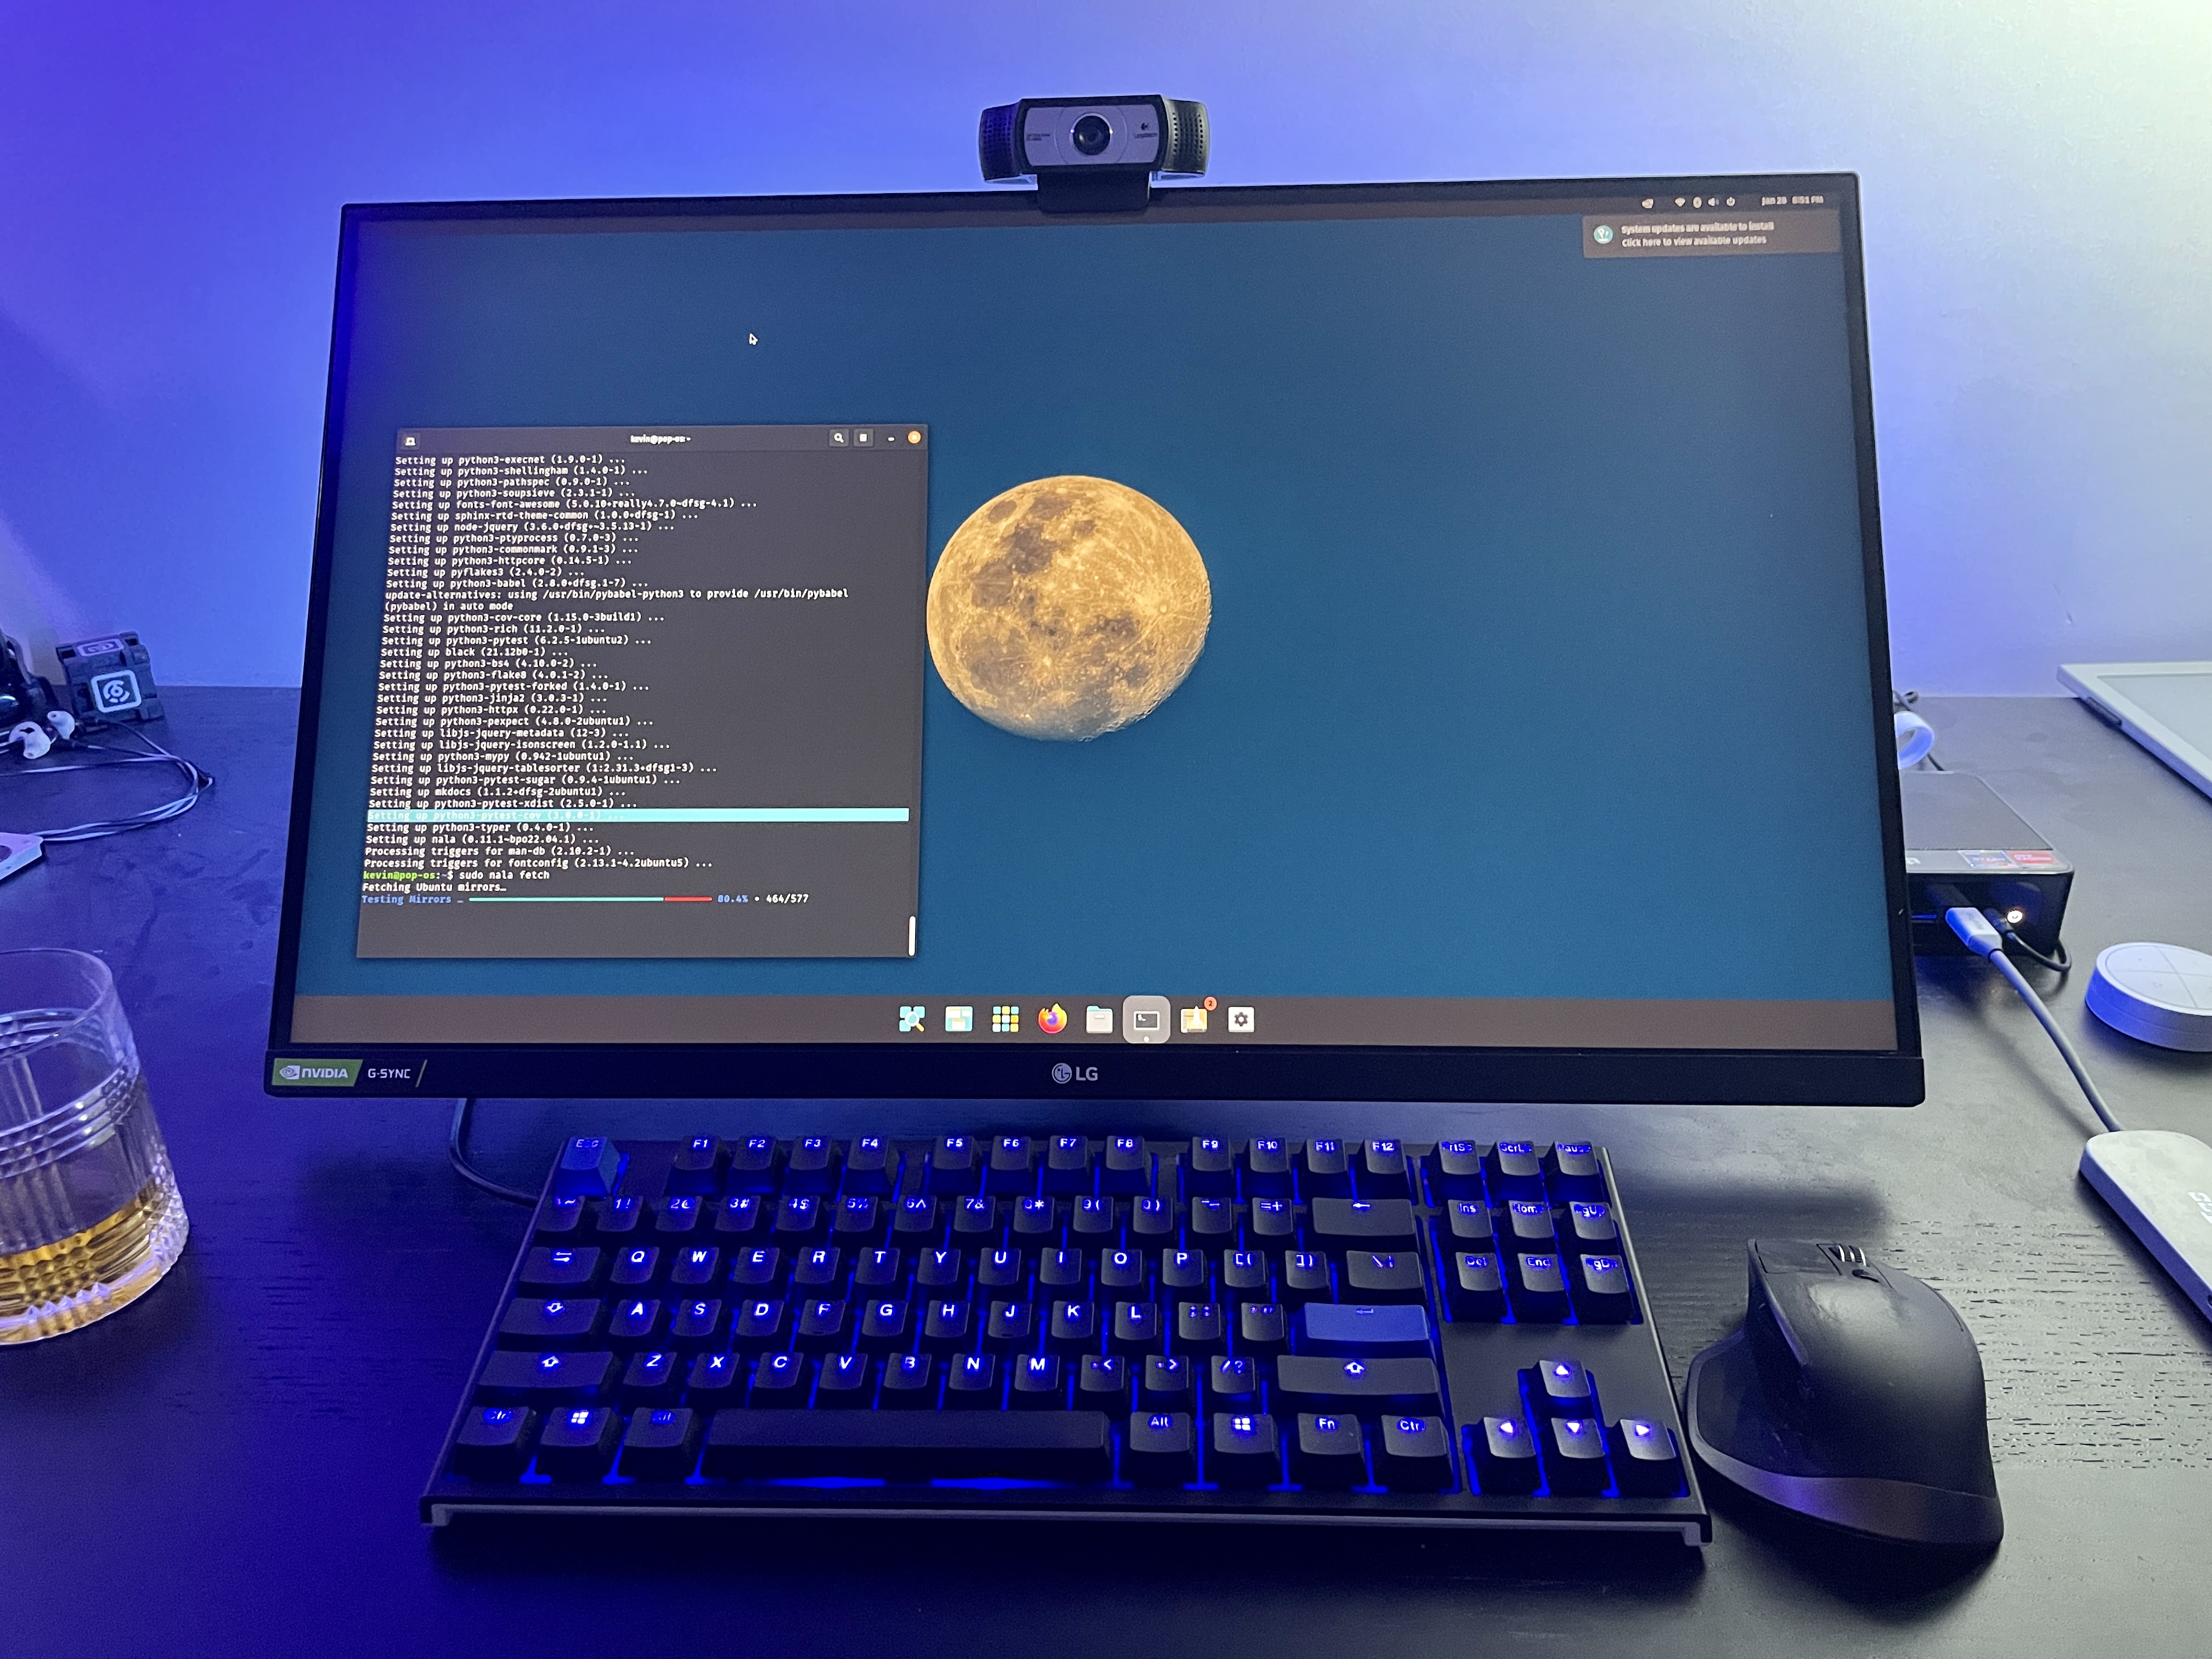 Logitech
Jan 28 8:51 PM
System updates are available to install
Click here to view available updates
kevin@pop-os: ~
Setting up python3-execnet (1.9.0-1) ...
Setting up python3-shellingham (1.4.0-1) ...
Setting up python3-pathspec (0.9.0-1) ...
Setting up python3-soupsieve (2.3.1-1) ...
Setting up fonts-font-awesome (5.0.10+really4.7.0~dfsg-4.1) ...
Setting up sphinx-rtd-theme-common (1.0.0+dfsg-1) ...
Setting up node-jquery (3.6.0+dfsg+~3.5.13-1) ...
Setting up python3-ptyprocess (0.7.0-3) ...
Setting up python3-commonmark (0.9.1-3) ...
Setting up python3-httpcore (0.14.5-1) ...
Setting up pyflakes3 (2.4.0-2) ...
Setting up python3-babel (2.8.0+dfsg.1-7) ...
update-alternatives: using /usr/bin/pybabel-python3 to provide /usr/bin/pybabel
(pybabel) in auto mode
Setting up python3-cov-core (1.15.0-3build1) ...
Setting up python3-rich (11.2.0-1) ...
Setting up python3-pytest (6.2.5-1ubuntu2) ...
Setting up black (21.12b0-1) ...
Setting up python3-bs4 (4.10.0-2) ...
Setting up python3-flake8 (4.0.1-2) ...
Setting up python3-pytest-forked (1.4.0-1) ...
Setting up python3-jinja2 (3.0.3-1) ...
Setting up python3-httpx (0.22.0-1) ...
Setting up python3-pexpect (4.8.0-2ubuntu1) ...
Setting up libjs-jquery-metadata (12-3) ...
Setting up libjs-jquery-isonscreen (1.2.0-1.1) ...
Setting up python3-mypy (0.942-1ubuntu1) ...
Setting up libjs-jquery-tablesorter (1:2.31.3+dfsg1-3) ...
Setting up python3-pytest-sugar (0.9.4-1ubuntu1) ...
Setting up mkdocs (1.1.2+dfsg-2ubuntu1) ...
Setting up python3-pytest-xdist (2.5.0-1) ...
Setting up python3-pytest-cov (3.0.0-1) ...
Setting up python3-typer (0.4.0-1) ...
Setting up nala (0.11.1~bpo22.04.1) ...
Processing triggers for man-db (2.10.2-1) ...
Processing triggers for fontconfig (2.13.1-4.2ubuntu5) ...
kevin@pop-os:~$ sudo nala fetch
Fetching Ubuntu mirrors…
Testing Mirrors … 80.4% • 464/577
2
NVIDIA G-SYNC LG
Esc F1 F2 F3 F4 F5 F6 F7 F8 F9 F10 F11 F12
1! 2@ 3# 4$ 5% 6^ 7& 8* 9( 0) =+ Ins
Q W E R T Y U I O P [{ ]} \| Del End
A S D F G H J K L
Z X C V B N M ,< .> /?
Ctrl Alt Alt Fn Ctrl